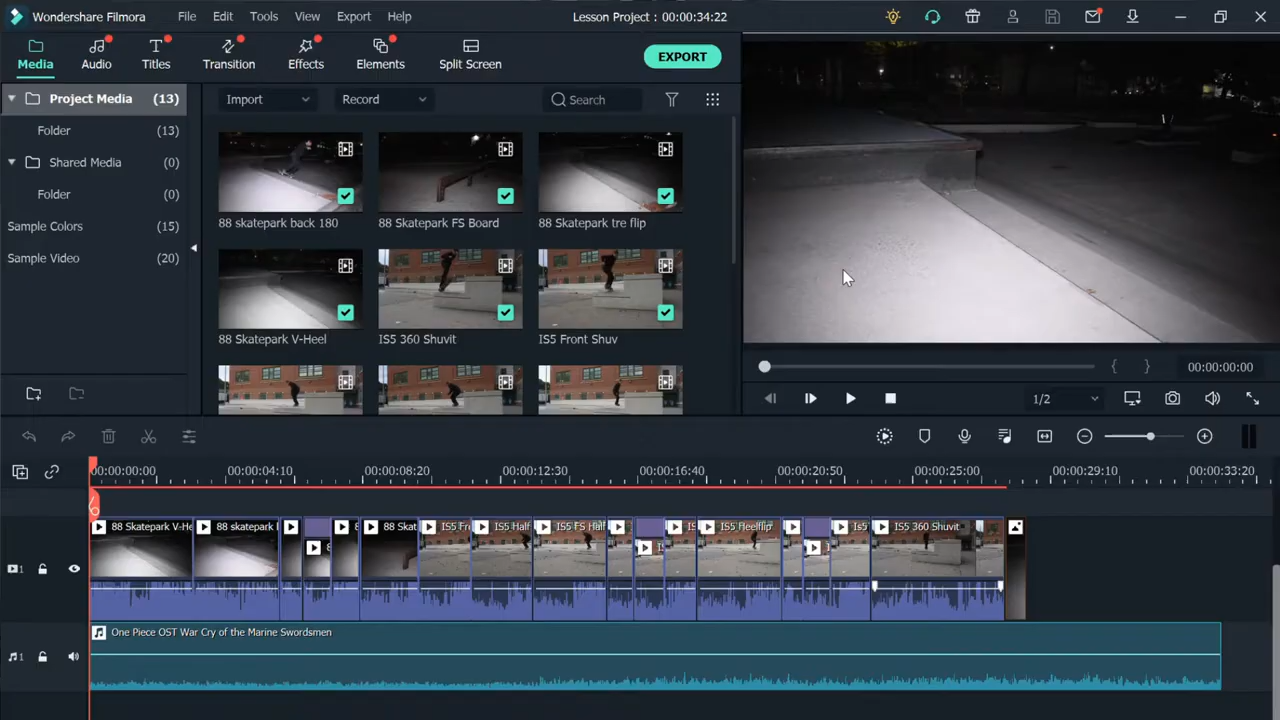 Wondershare Filmora
File
Edit
Tools
View
Export
Help
Lesson Project : 00:00:34:22
Media
Audio
Titles
Transition
Effects
Elements
Split Screen
EXPORT
Project Media (13)
Folder (13)
Shared Media (0)
Folder (0)
Sample Colors (15)
Sample Video (20)
Import
Record
Search
88 skatepark back 180
88 Skatepark FS Board
88 Skatepark tre flip
88 Skatepark V-Heel
IS5 360 Shuvit
IS5 Front Shuv
{ }
00:00:00:00
1/2
00:00:00:00
00:00:04:10
00:00:08:20
00:00:12:30
00:00:16:40
00:00:20:50
00:00:25:00
00:00:29:10
00:00:33:20
88 Skatepark V-He
88 skatepark
88 Skat
IS5 Fr
IS5 Half
IS5 FS Half
IS5 Heelflip
IS5
IS5 360 Shuvit
1
One Piece OST War Cry of the Marine Swordsmen
1